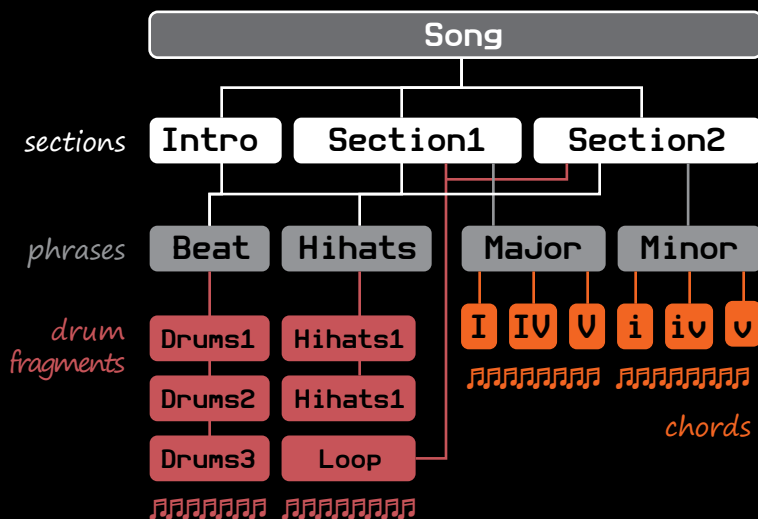 Song
sections
Intro
Section1
Section2
phrases
Beat
Hihats
Major
Minor
drum
fragments
Drums1
Hihats1
I
IV
V
i
iv
v
Drums2
Hihats1
chords
Drums3
Loop